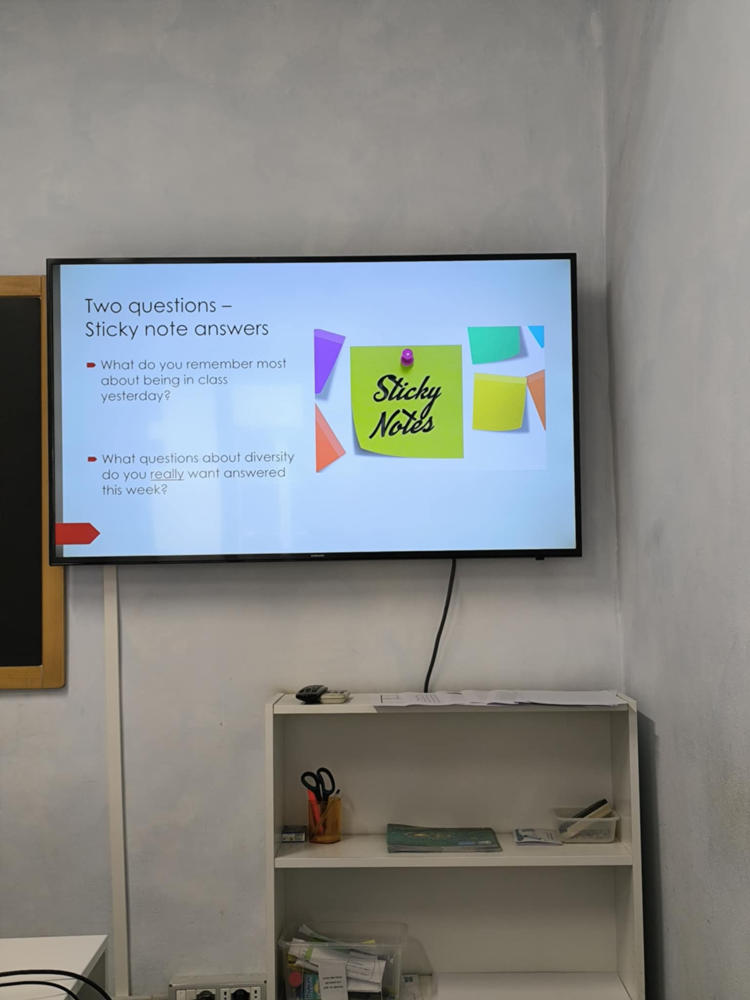 Two questions –
Sticky note answers
What do you remember most
about being in class
yesterday?
What questions about diversity
do you really want answered
this week?
Sticky
Notes
SAMSUNG